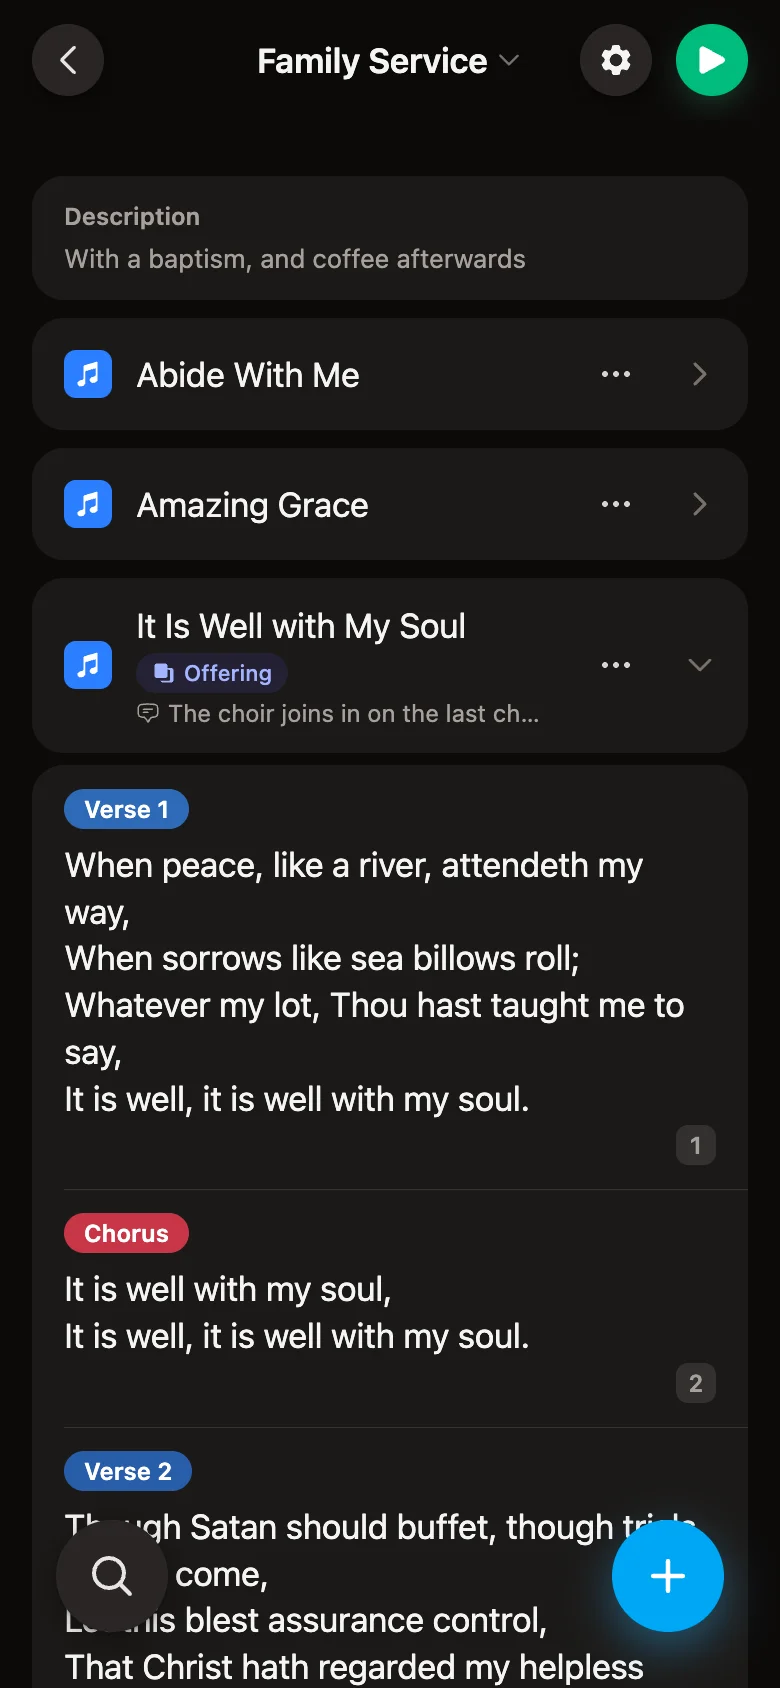 Family Service
Description
With a baptism, and coffee afterwards
Abide With Me
Amazing Grace
It Is Well with My Soul
Offering
The choir joins in on the last ch...
Verse 1
When peace, like a river, attendeth my
way,
When sorrows like sea billows roll;
Whatever my lot, Thou hast taught me to
say,
It is well, it is well with my soul.
1
Chorus
It is well with my soul,
It is well, it is well with my soul.
2
Verse 2
Though Satan should buffet, though trials
come,
this blest assurance control,
That Christ hath regarded my helpless